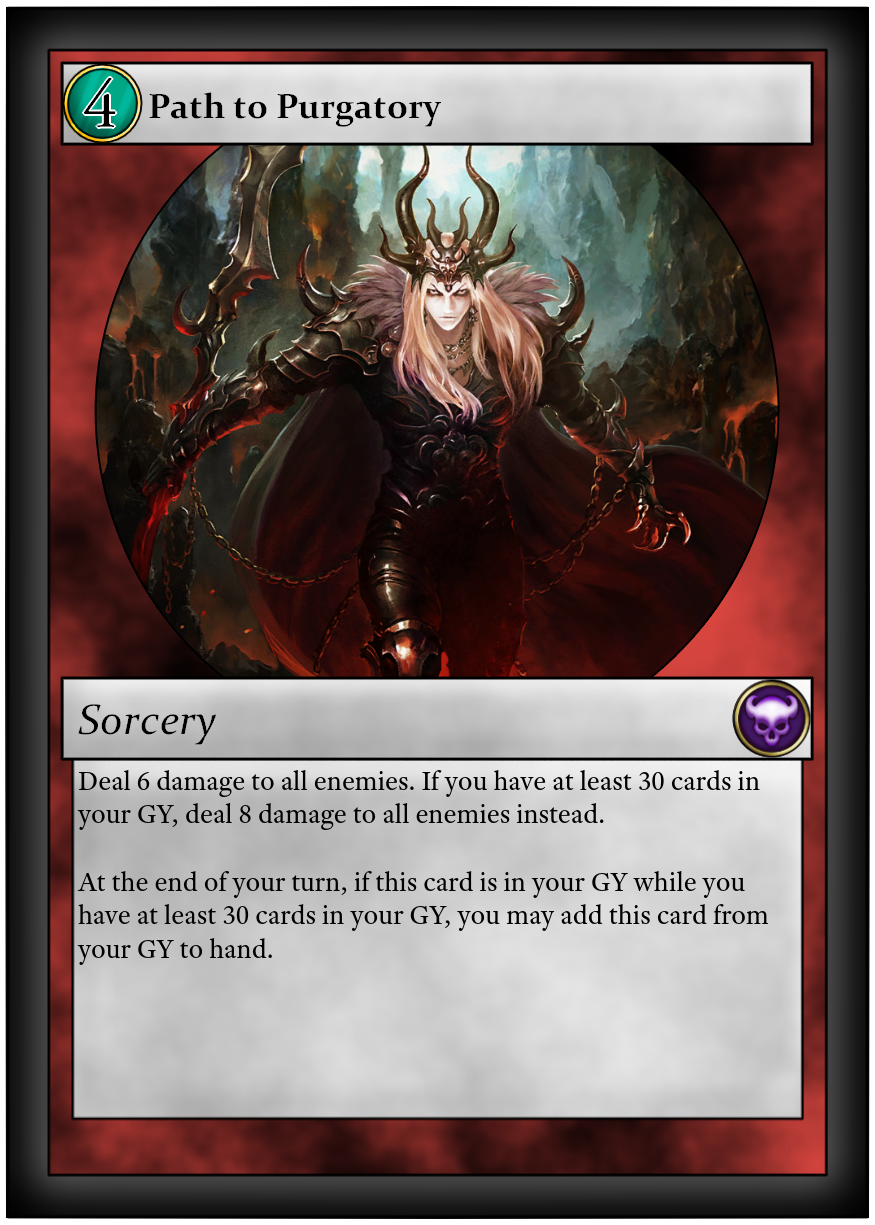 4 Path to Purgatory
Sorcery
Deal 6 damage to all enemies. If you have at least 30 cards in
your GY, deal 8 damage to all enemies instead.
At the end of your turn, if this card is in your GY while you
have at least 30 cards in your GY, you may add this card from
your GY to hand.